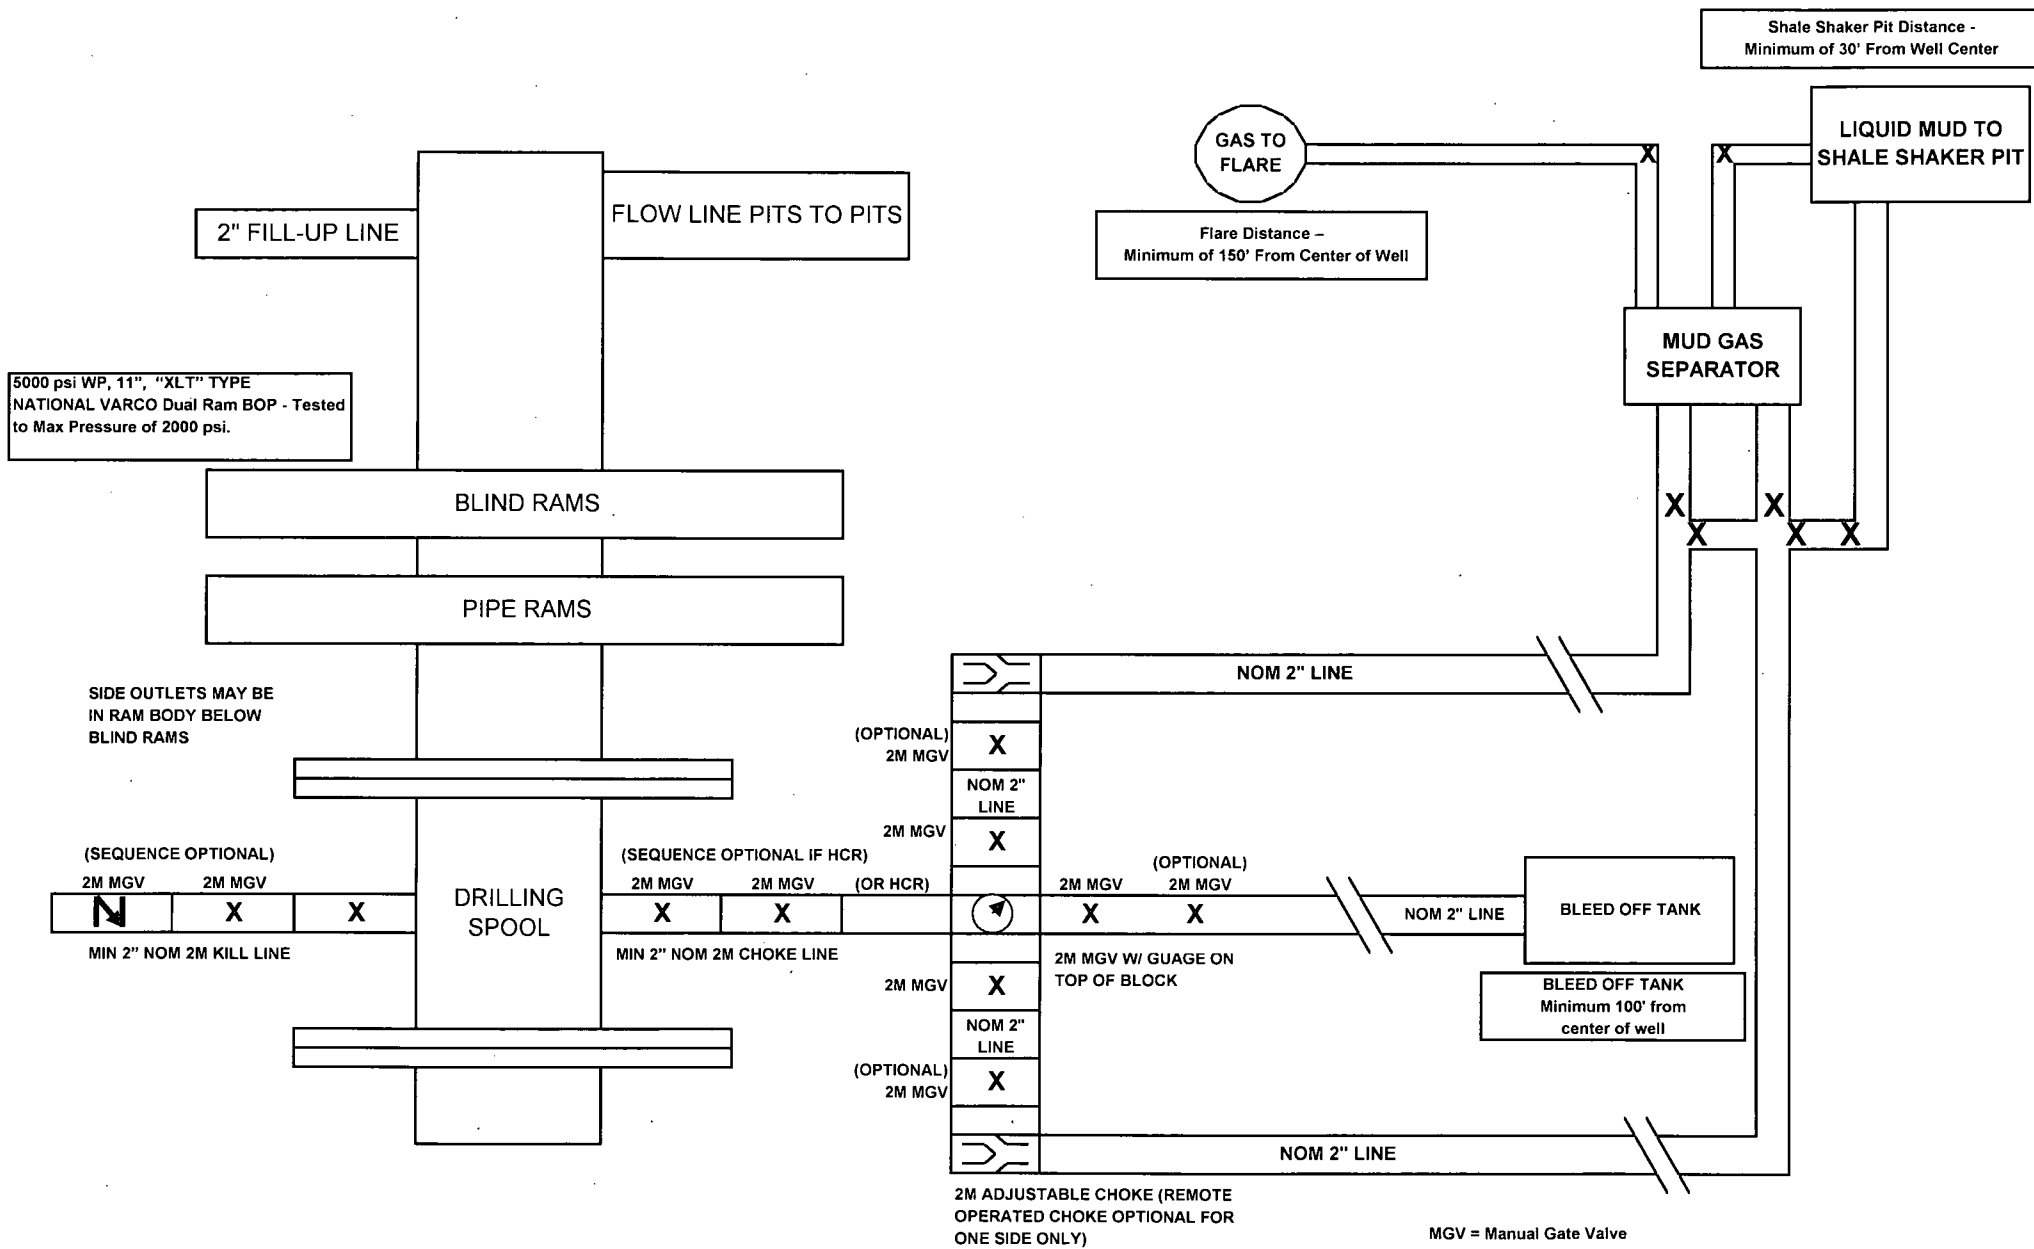 Shale Shaker Pit Distance -
Minimum of 30' From Well Center
GAS TO
FLARE
X
X
LIQUID MUD TO
SHALE SHAKER PIT
2" FILL-UP LINE
FLOW LINE PITS TO PITS
Flare Distance –
Minimum of 150' From Center of Well
MUD GAS
SEPARATOR
5000 psi WP, 11", "XLT" TYPE
NATIONAL VARCO Dual Ram BOP - Tested
to Max Pressure of 2000 psi.
BLIND RAMS
X
X
X
X
X
PIPE RAMS
NOM 2" LINE
SIDE OUTLETS MAY BE
IN RAM BODY BELOW
BLIND RAMS
(OPTIONAL)
2M MGV
X
NOM 2"
LINE
2M MGV
X
(SEQUENCE OPTIONAL)
2M MGV
2M MGV
X
X
MIN 2" NOM 2M KILL LINE
DRILLING
SPOOL
(SEQUENCE OPTIONAL IF HCR)
2M MGV
2M MGV
(OR HCR)
X
X
MIN 2" NOM 2M CHOKE LINE
2M MGV
(OPTIONAL)
2M MGV
X
X
NOM 2" LINE
BLEED OFF TANK
2M MGV W/ GUAGE ON
TOP OF BLOCK
BLEED OFF TANK
Minimum 100' from
center of well
2M MGV
X
NOM 2"
LINE
(OPTIONAL)
2M MGV
X
NOM 2" LINE
2M ADJUSTABLE CHOKE (REMOTE
OPERATED CHOKE OPTIONAL FOR
ONE SIDE ONLY)
MGV = Manual Gate Valve